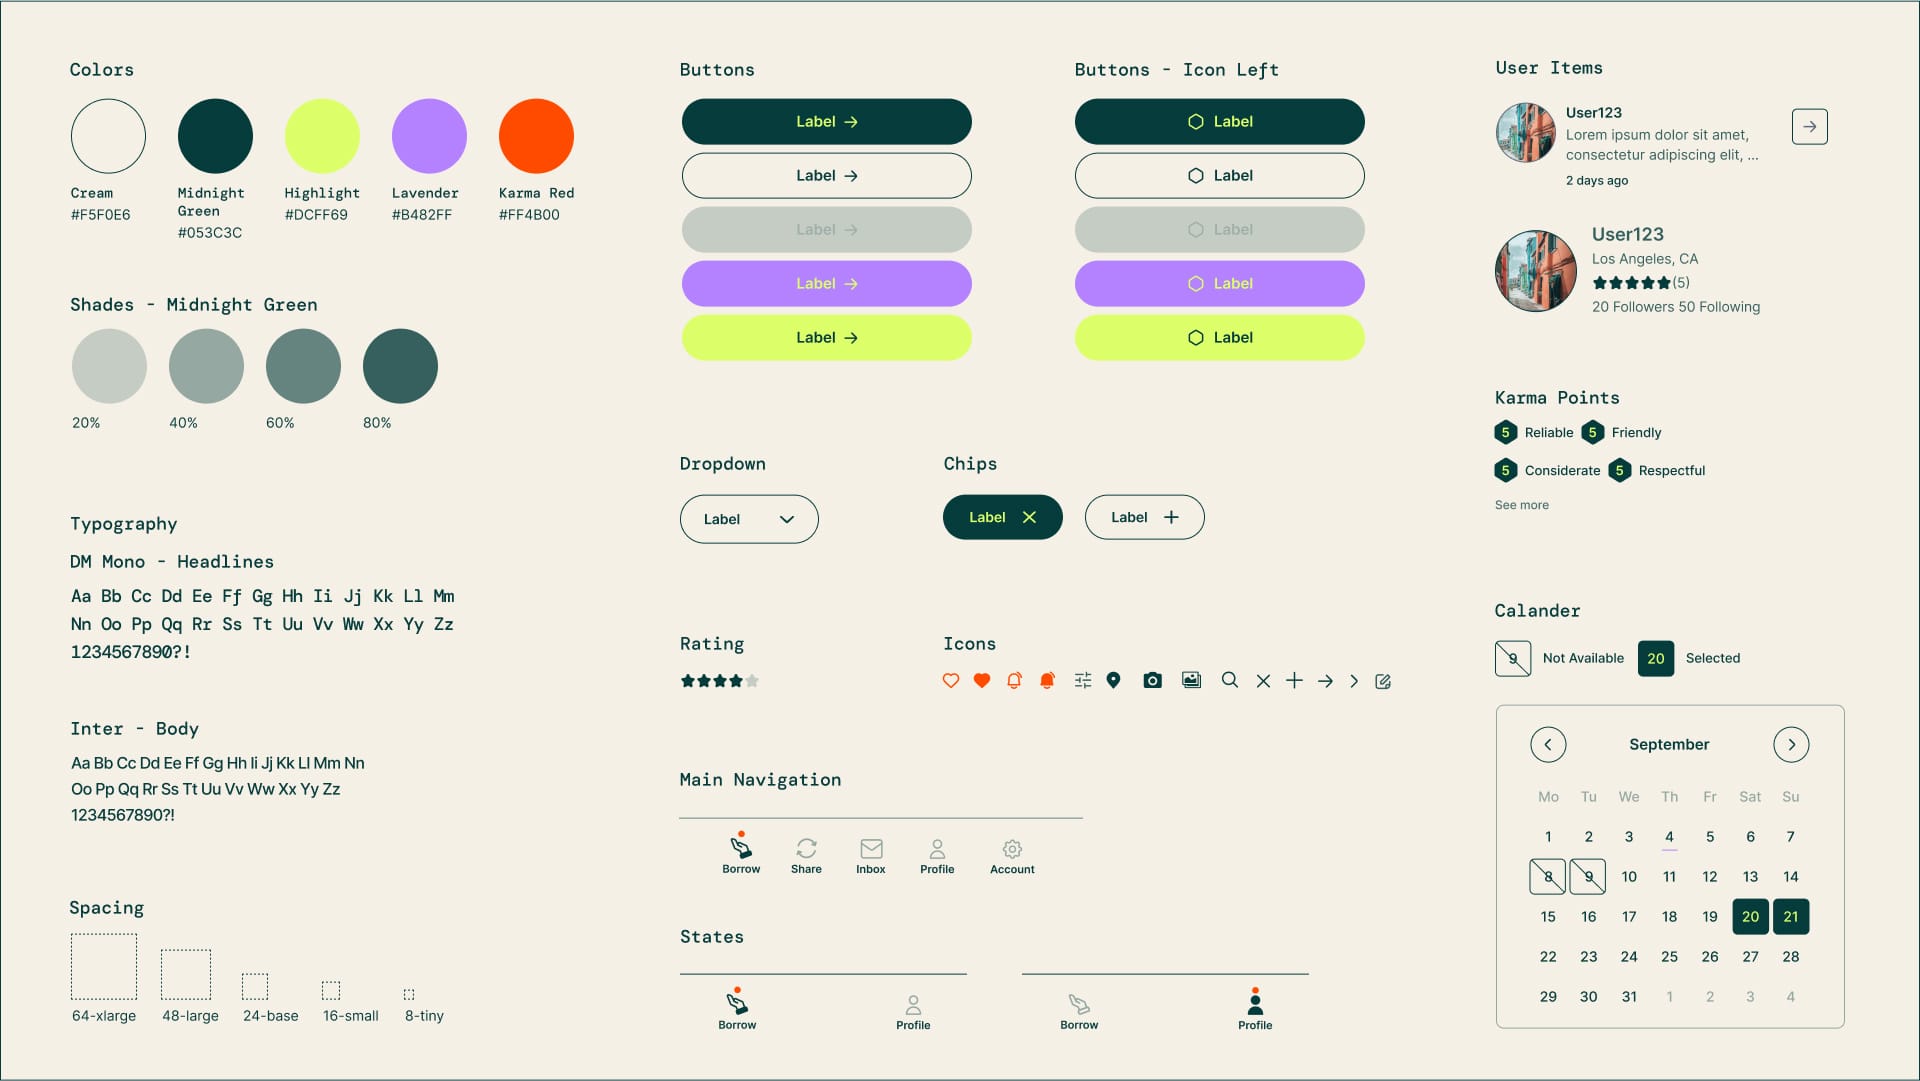 Colors
Cream
#F5F0E6
Midnight
Green
#053C3C
Highlight
#DCFF69
Lavender
#B482FF
Karma Red
#FF4B00
Shades - Midnight Green
20%
40%
60%
80%
Typography
DM Mono - Headlines
Aa Bb Cc Dd Ee Ff Gg Hh Ii Jj Kk Ll Mm
Nn Oo Pp Qq Rr Ss Tt Uu Vv Ww Xx Yy Zz
1234567890?!
Inter - Body
Aa Bb Cc Dd Ee Ff Gg Hh Ii Jj Kk Ll Mm Nn
Oo Pp Qq Rr Ss Tt Uu Vv Ww Xx Yy Zz
1234567890?!
Spacing
64-xlarge
48-large
24-base
16-small
8-tiny
Buttons
Label
Label
Label
Label
Label
Buttons - Icon Left
Label
Label
Label
Label
Label
Dropdown
Label
Chips
Label
Label
Rating
Icons
Main Navigation
Borrow
Share
Inbox
Profile
Account
States
Borrow
Profile
Borrow
Profile
User Items
User123
Lorem ipsum dolor sit amet,
consectetur adipiscing elit, ...
2 days ago
User123
Los Angeles, CA
(5)
20 Followers 50 Following
Karma Points
5 Reliable 5 Friendly
5 Considerate 5 Respectful
See more
Calander
9 Not Available 20 Selected
September
Mo Tu We Th Fr Sat Su
1 2 3 4 5 6 7
8 9 10 11 12 13 14
15 16 17 18 19 20 21
22 23 24 25 26 27 28
29 30 31 1 2 3 4